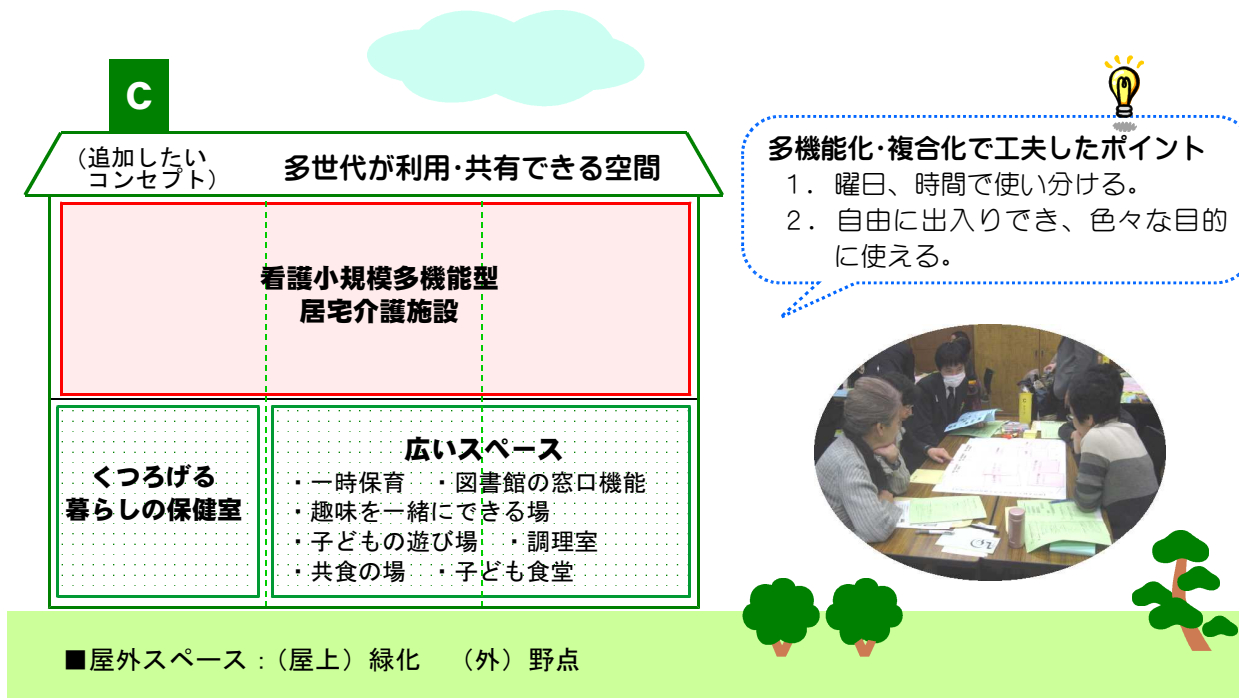 C
（追加したい
コンセプト）
多世代が利用･共有できる空間
看護小規模多機能型
居宅介護施設
くつろげる
暮らしの保健室
広いスペース
・一時保育　・図書館の窓口機能
・趣味を一緒にできる場
・子どもの遊び場　・調理室
・共食の場　・子ども食堂
■屋外スペース：（屋上）緑化　（外）野点
多機能化･複合化で工夫したポイント
１．曜日、時間で使い分ける。
２．自由に出入りでき、色々な目的
に使える。
C